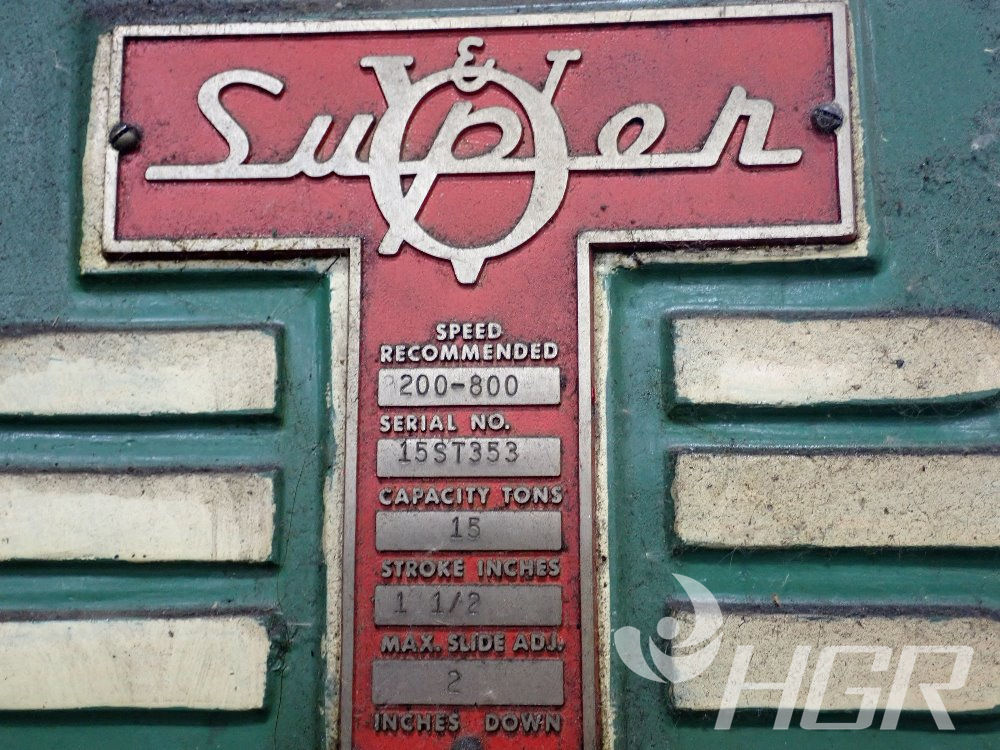 Super
V&O
SPEED
RECOMMENDED
200-800
SERIAL NO.
15ST353
CAPACITY TONS
15
STROKE INCHES
1 1/2
MAX. SLIDE ADJ.
2
INCHES DOWN
HGR